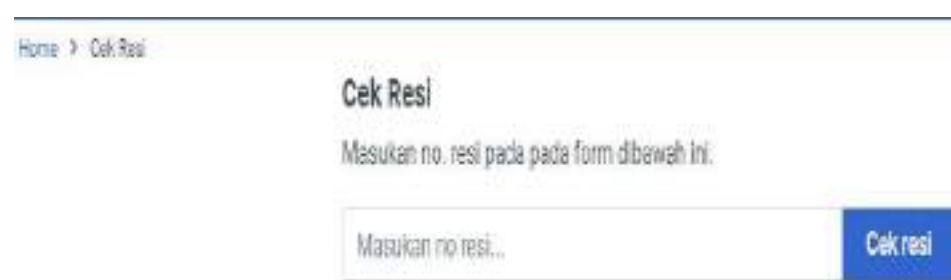 Home > Cek Resi
Cek Resi
Masukan no. resi pada pada form dibawah ini.
Masukan no resi...
Cek resi